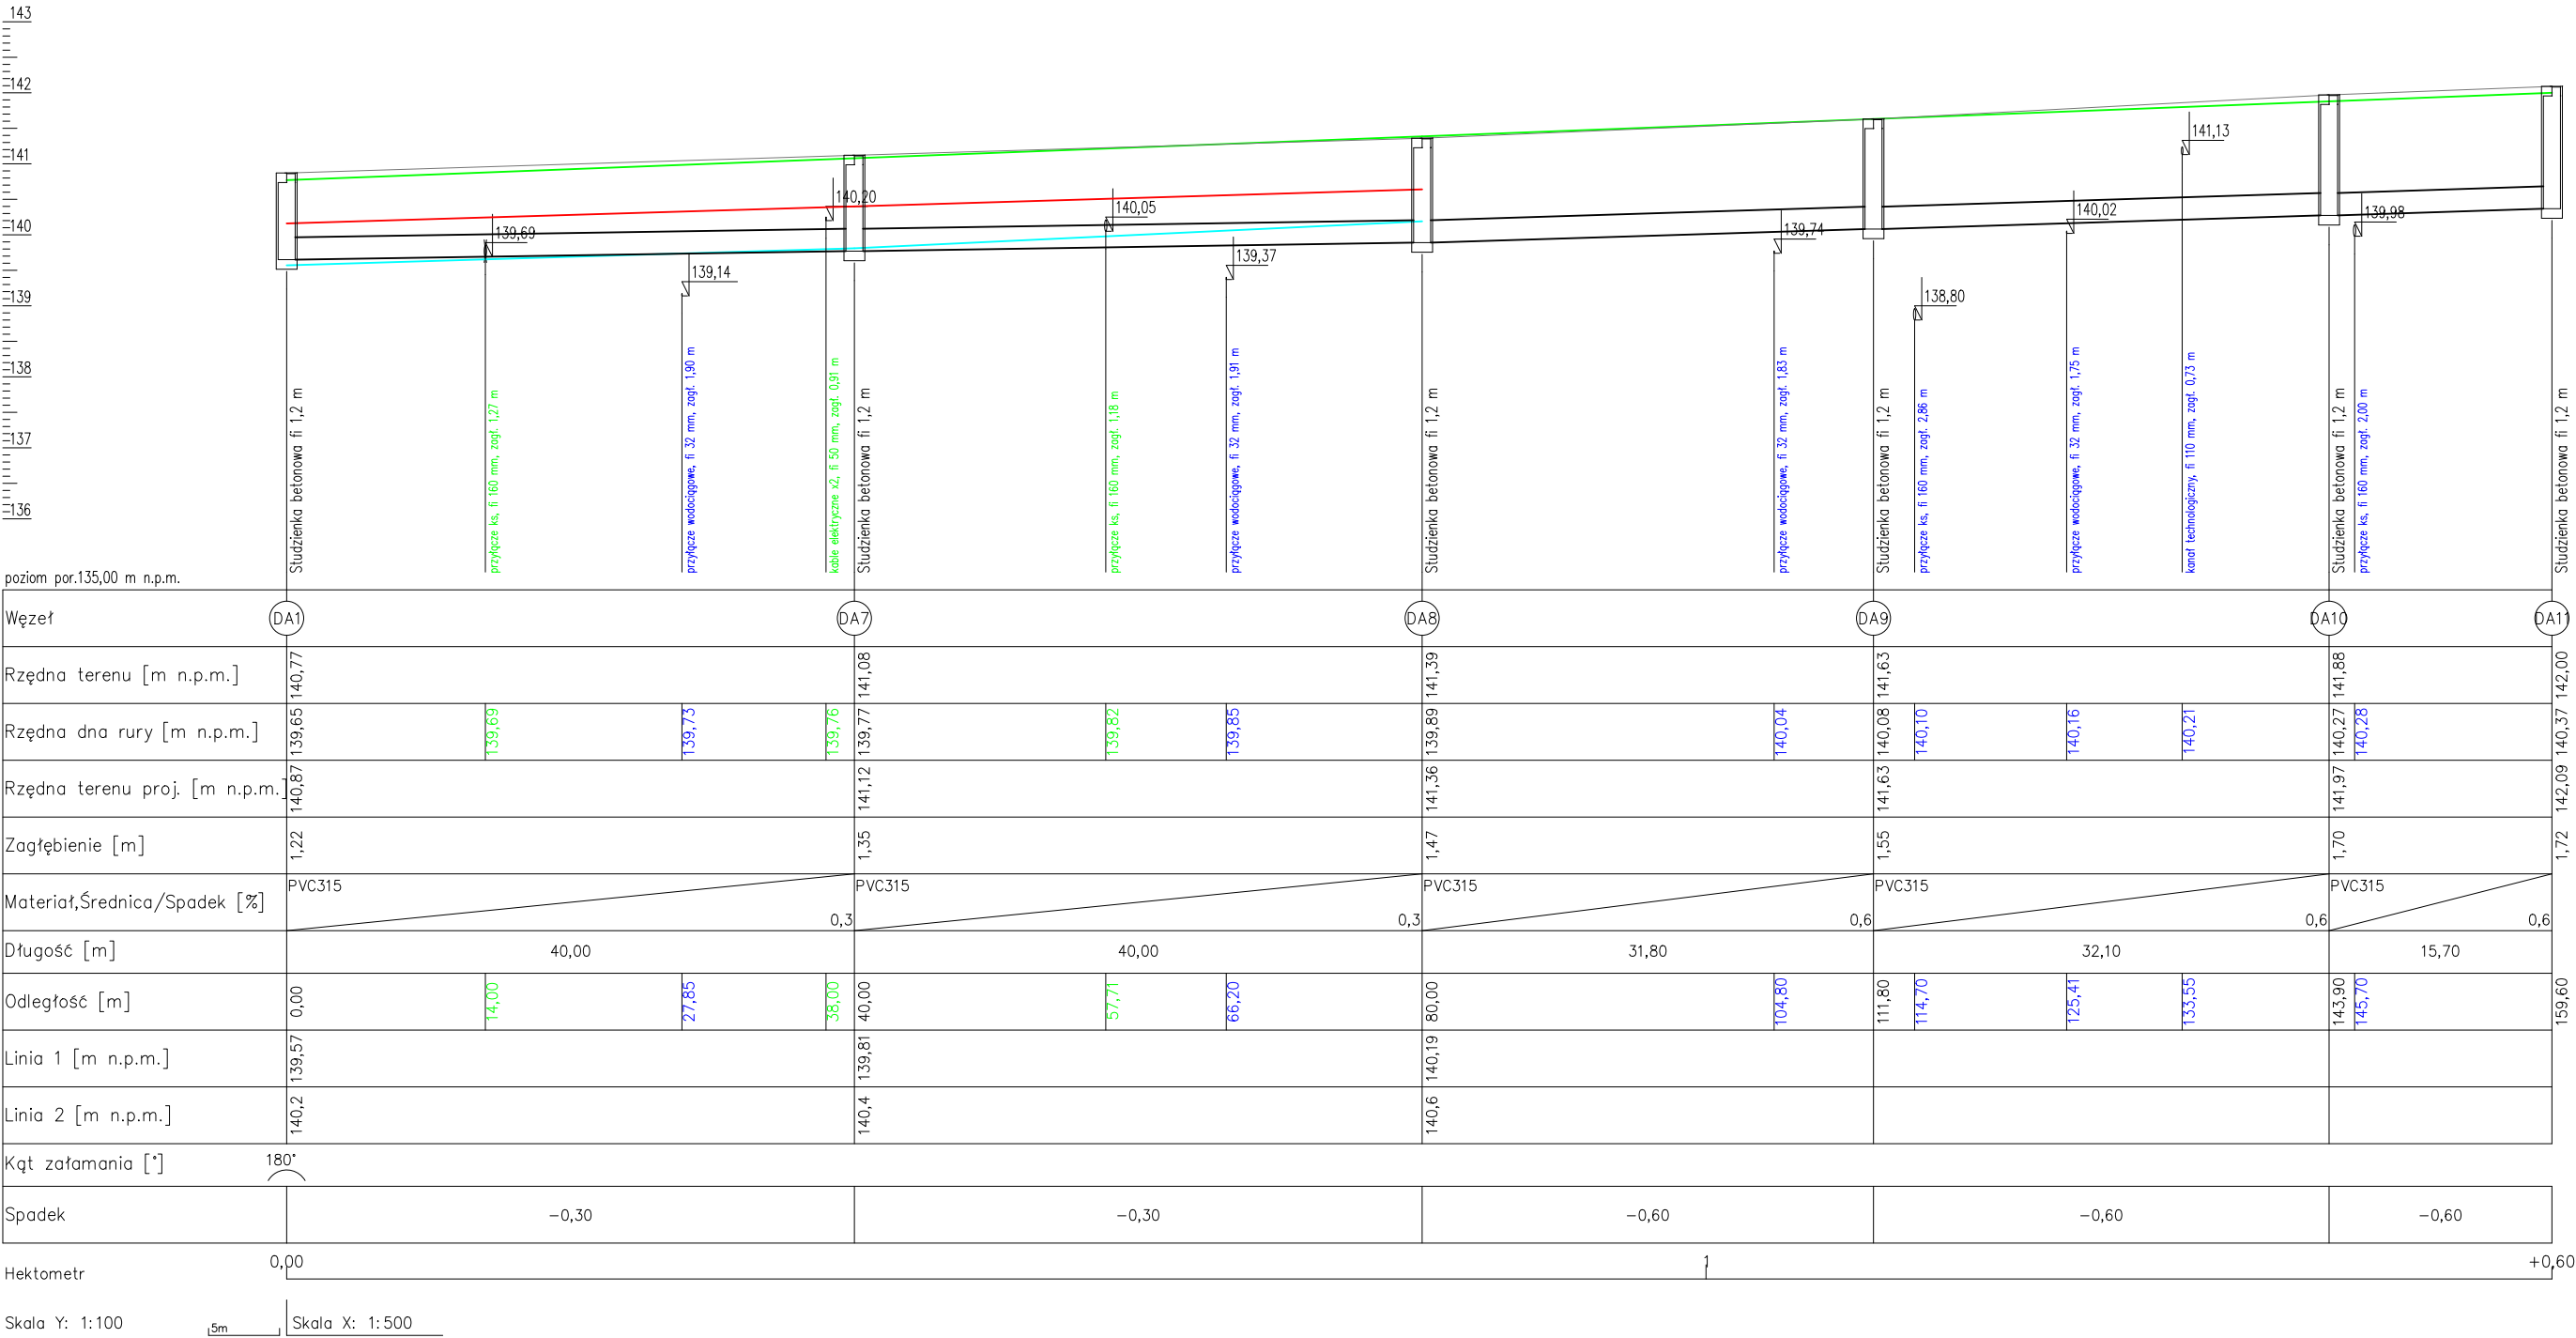 143
142
141
140
139
138
137
136
139,69
139,14
140,20
140,05
139,37
139,74
138,80
140,02
141,13
139,98
Studzienka betonowa fi 1,2 m
przyłącze ks, fi 160 mm, zagł. 1,27 m
przyłącze wodociągowe, fi 32 mm, zagł. 1,90 m
kable elektryczne x2, fi 50 mm, zagł. 0,91 m
Studzienka betonowa fi 1,2 m
przyłącze ks, fi 160 mm, zagł. 1,18 m
przyłącze wodociągowe, fi 32 mm, zagł. 1,91 m
Studzienka betonowa fi 1,2 m
przyłącze wodociągowe, fi 32 mm, zagł. 1,83 m
Studzienka betonowa fi 1,2 m
przyłącze ks, fi 160 mm, zagł. 2,86 m
przyłącze wodociągowe, fi 32 mm, zagł. 1,75 m
kanał technologiczny, fi 110 mm, zagł. 0,73 m
Studzienka betonowa fi 1,2 m
przyłącze ks, fi 160 mm, zagł. 2,00 m
Studzienka betonowa fi 1,2 m
poziom por.135,00 m n.p.m.
Węzeł DA1 DA7 DA8 DA9 DA10 DA11
Rzędna terenu [m n.p.m.] 140,77 141,08 141,39 141,63 141,88 142,00
Rzędna dna rury [m n.p.m.] 139,65 139,69 139,73 139,76 139,77 139,82 139,85 139,89 140,04 140,08 140,10 140,16 140,21 140,27 140,28 140,37
Rzędna terenu proj. [m n.p.m.] 140,87 141,12 141,36 141,63 141,97 142,09
Zagłębienie [m] 1,22 1,35 1,47 1,55 1,70 1,72
Materiał,Średnica/Spadek [%] PVC315 0,3 PVC315 0,3 PVC315 0,6 PVC315 0,6 PVC315 0,6
Długość [m] 40,00 40,00 31,80 32,10 15,70
Odległość [m] 0,00 14,00 27,85 38,00 40,00 57,71 66,20 80,00 104,80 111,80 114,70 125,41 133,55 143,90 145,70 159,60
Linia 1 [m n.p.m.] 139,57 139,81 140,19
Linia 2 [m n.p.m.] 140,2 140,4 140,6
Kąt załamania [°] 180°
Spadek -0,30 -0,30 -0,60 -0,60 -0,60
Hektometr 0,00 1 +0,60
Skala Y: 1:100 5m Skala X: 1:500